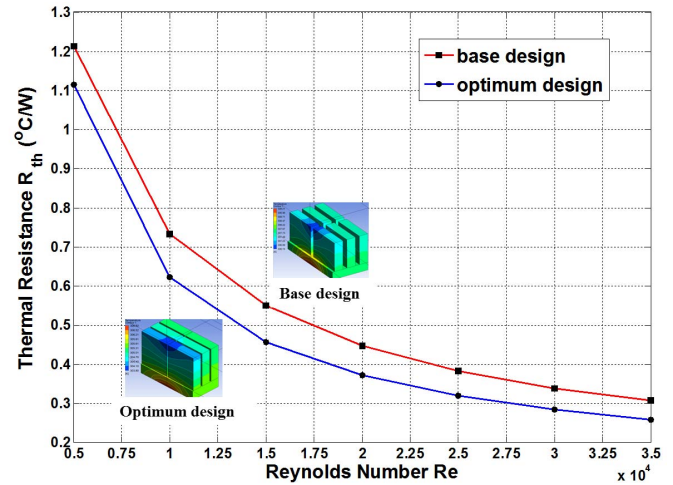 1.3
1.2
1.1
1
0.9
0.8
0.7
0.6
0.5
0.4
0.3
0.2
Thermal Resistance R th (°C/W)
base design
optimum design
Base design
Optimum design
0.5 0.75 1 1.25 1.5 1.75 2 2.25 2.5 2.75 3 3.25 3.5
Reynolds Number Re
x 10⁴